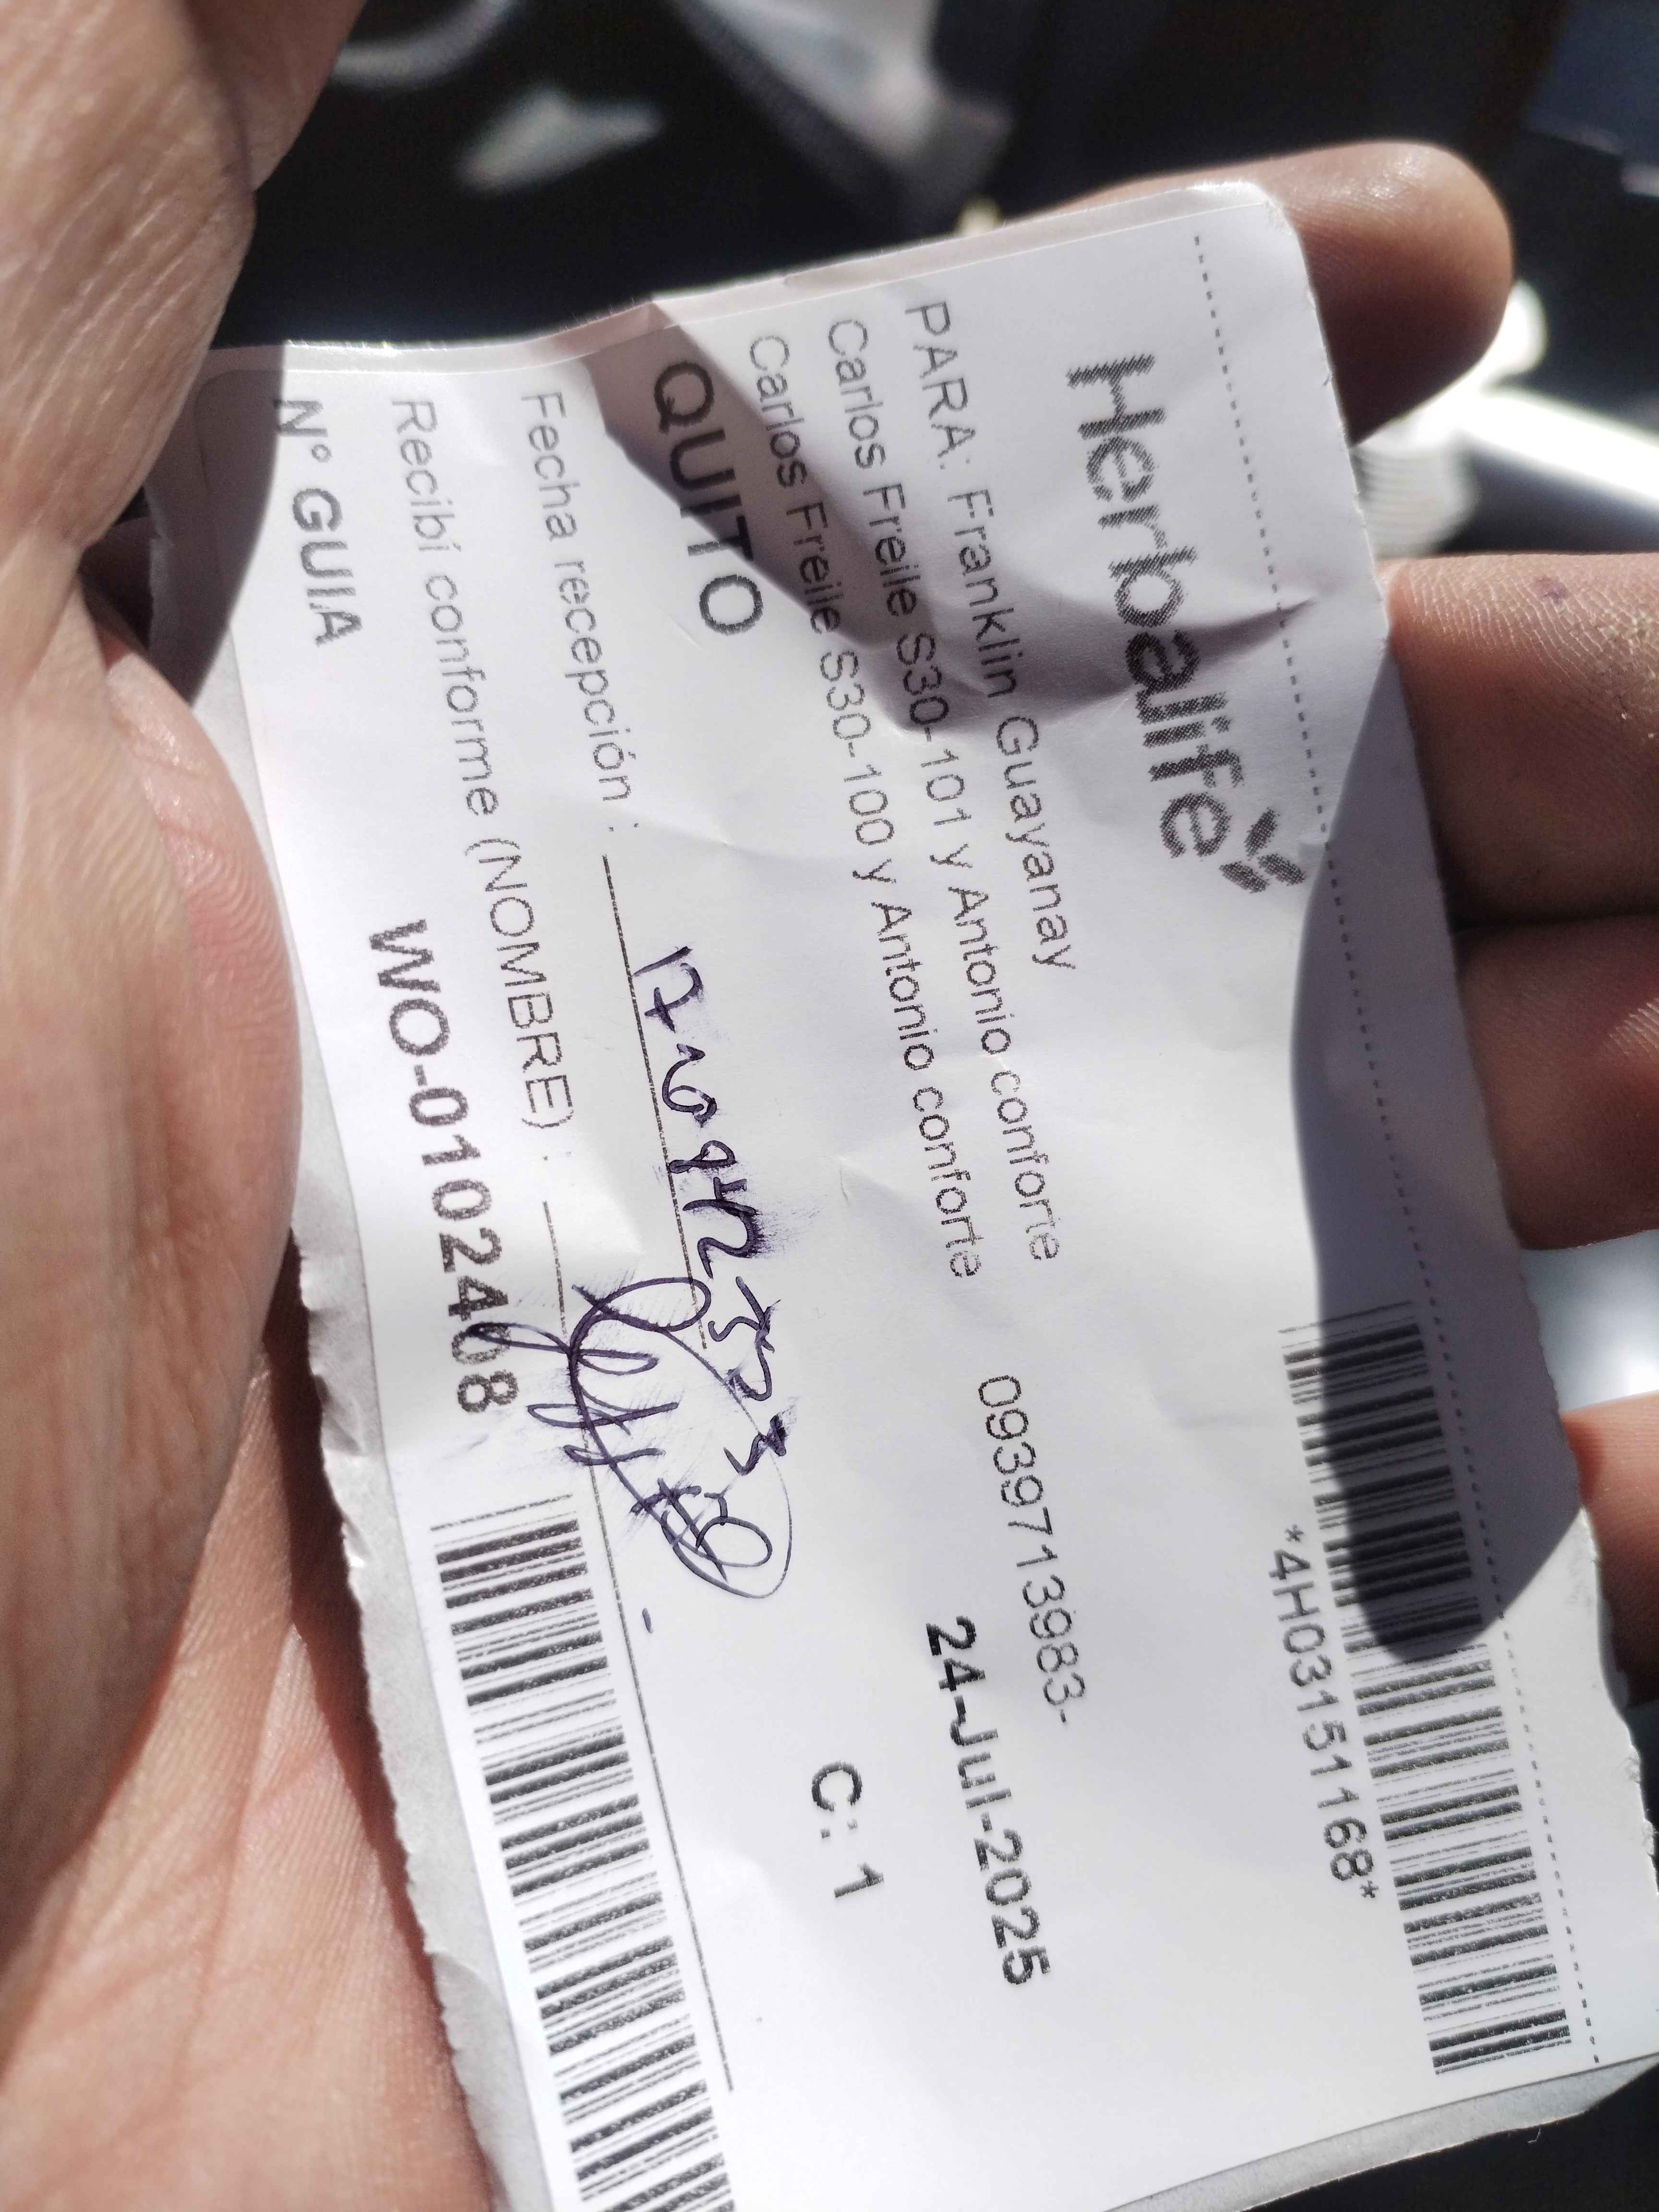 Herbalife
*4H03151168*
PARA: Franklin Guayanay
Carlos Freile S30-101 y Antonio conforte 0939713983-
Carlos Freile S30-100 y Antonio conforte 24-Jul-2025
QUITO C: 1
Fecha recepción :
Recibí conforme (NOMBRE) :
N° GUIA WO-0102408